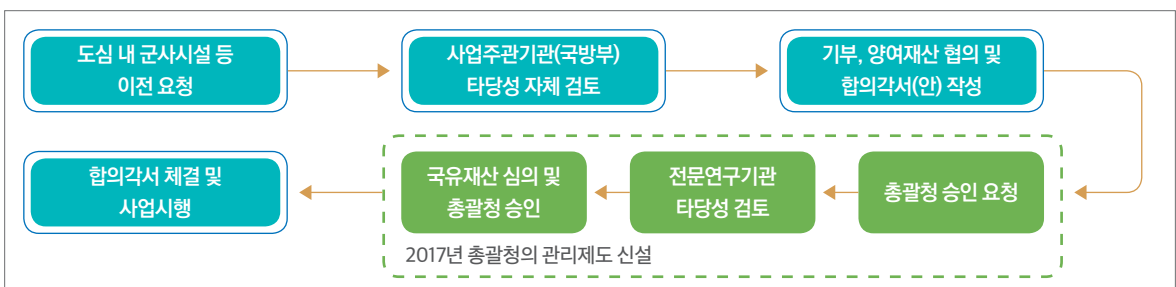 도심 내 군사시설 등
이전 요청
사업주관기관(국방부)
타당성 자체 검토
기부, 양여재산 협의 및
합의각서(안) 작성
총괄청 승인 요청
전문연구기관
타당성 검토
국유재산 심의 및
총괄청 승인
2017년 총괄청의 관리제도 신설
합의각서 체결 및
사업시행